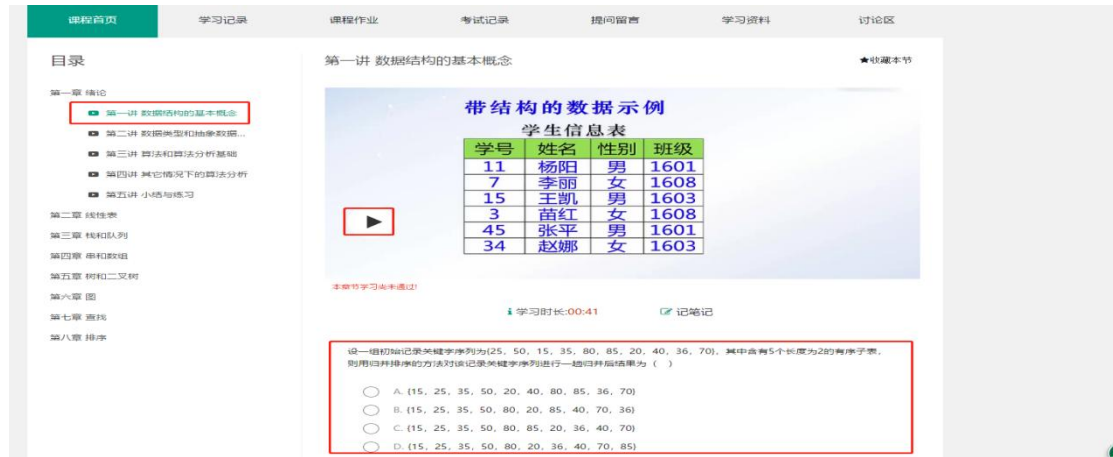 课程首页 学习记录 课程作业 考试记录 提问留言 学习资料 讨论区
目录
第一章 绪论
第一讲 数据结构的基本概念
第二讲 数据类型和抽象数据...
第三讲 算法和算法分析基础
第四讲 其它情况下的算法分析
第五讲 小结与练习
第二章 线性表
第三章 栈和队列
第四章 串和数组
第五章 树和二叉树
第六章 图
第七章 查找
第八章 排序
第一讲 数据结构的基本概念
★收藏本节
带结构的数据示例
学生信息表
学号 姓名 性别 班级
11 杨阳 男 1601
7 李丽 女 1608
15 王凯 男 1603
3 苗红 女 1608
45 张平 男 1601
34 赵娜 女 1603
本章节学习尚未通过!
学习时长:00:41 记笔记
设一组初始记录关键字序列为(25，50，15，35，80，85，20，40，36，70)，其中含有5个长度为2的有序子表，
则用归并排序的方法对该记录关键字序列进行一趟归并后结果为（ ）
A. (15，25，35，50，20，40，80，85，36，70)
B. (15，25，35，50，80，20，85，40，70，36)
C. (15，25，35，50，80，85，20，36，40，70)
D. (15，25，35，50，80，20，36，40，70，85)